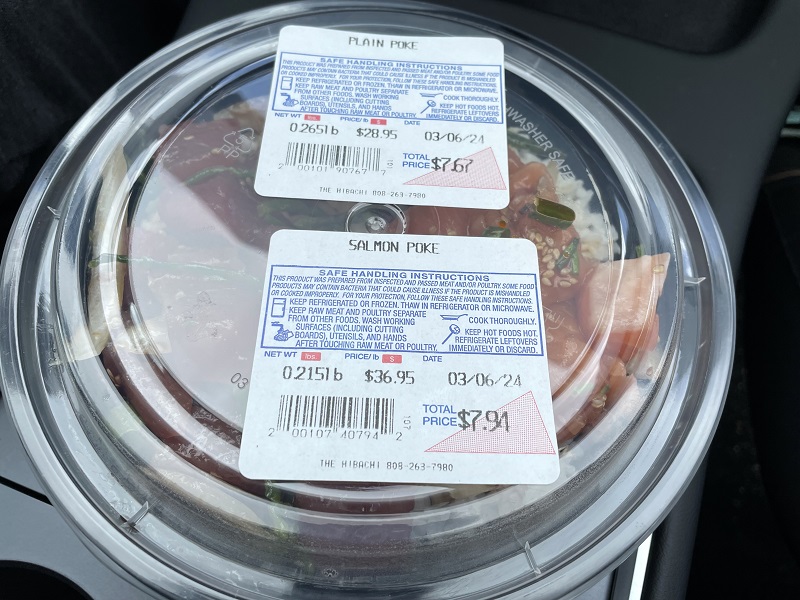 PLAIN POKE
SAFE HANDLING INSTRUCTIONS
THIS PRODUCT WAS PREPARED FROM INSPECTED AND PASSED MEAT AND/OR POULTRY. SOME FOOD
PRODUCTS MAY CONTAIN BACTERIA THAT COULD CAUSE ILLNESS IF THE PRODUCT IS MISHANDLED
OR COOKED IMPROPERLY. FOR YOUR PROTECTION, FOLLOW THESE SAFE HANDLING INSTRUCTIONS.
KEEP REFRIGERATED OR FROZEN. THAW IN REFRIGERATOR OR MICROWAVE.
KEEP RAW MEAT AND POULTRY SEPARATE
FROM OTHER FOODS. WASH WORKING
SURFACES (INCLUDING CUTTING
BOARDS), UTENSILS, AND HANDS
AFTER TOUCHING RAW MEAT OR POULTRY.
COOK THOROUGHLY.
KEEP HOT FOODS HOT.
REFRIGERATE LEFTOVERS
IMMEDIATELY OR DISCARD.
NET WT lbs. PRICE/lb $ DATE
0.265lb $28.95 03/06/24
2 00101 90767 7
107
TOTAL
PRICE $7.67
THE HIBACHI 808-263-7980
DISHWASHER SAFE
PP
SALMON POKE
SAFE HANDLING INSTRUCTIONS
THIS PRODUCT WAS PREPARED FROM INSPECTED AND PASSED MEAT AND/OR POULTRY. SOME FOOD
PRODUCTS MAY CONTAIN BACTERIA THAT COULD CAUSE ILLNESS IF THE PRODUCT IS MISHANDLED
OR COOKED IMPROPERLY. FOR YOUR PROTECTION, FOLLOW THESE SAFE HANDLING INSTRUCTIONS.
KEEP REFRIGERATED OR FROZEN. THAW IN REFRIGERATOR OR MICROWAVE.
KEEP RAW MEAT AND POULTRY SEPARATE
FROM OTHER FOODS. WASH WORKING
SURFACES (INCLUDING CUTTING
BOARDS), UTENSILS, AND HANDS
AFTER TOUCHING RAW MEAT OR POULTRY.
COOK THOROUGHLY.
KEEP HOT FOODS HOT.
REFRIGERATE LEFTOVERS
IMMEDIATELY OR DISCARD.
NET WT lbs. PRICE/lb $ DATE
0.215lb $36.95 03/06/24
2 00107 40794 2
107
TOTAL
PRICE $7.94
THE HIBACHI 808-263-7980